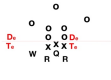 O
O O
O O
De O O De
Te X Te
O X X O
W X
R Q R